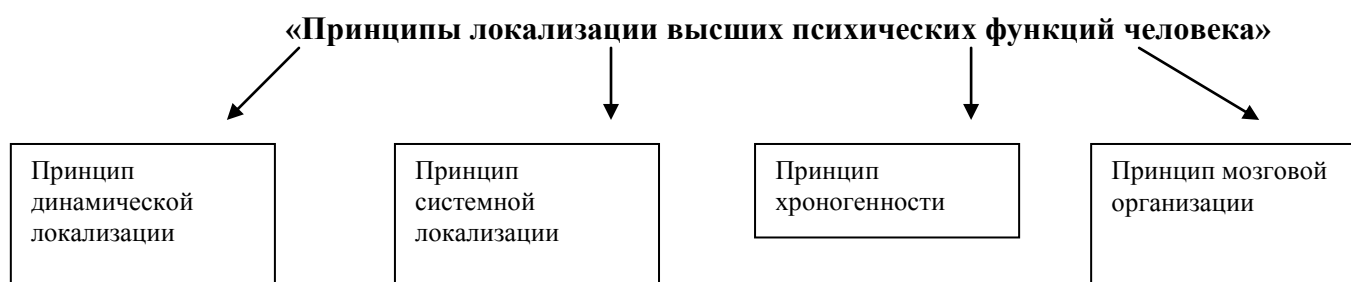 «Принципы локализации высших психических функций человека»
Принцип
динамической
локализации
Принцип
системной
локализации
Принцип
хроногенности
Принцип мозговой
организации